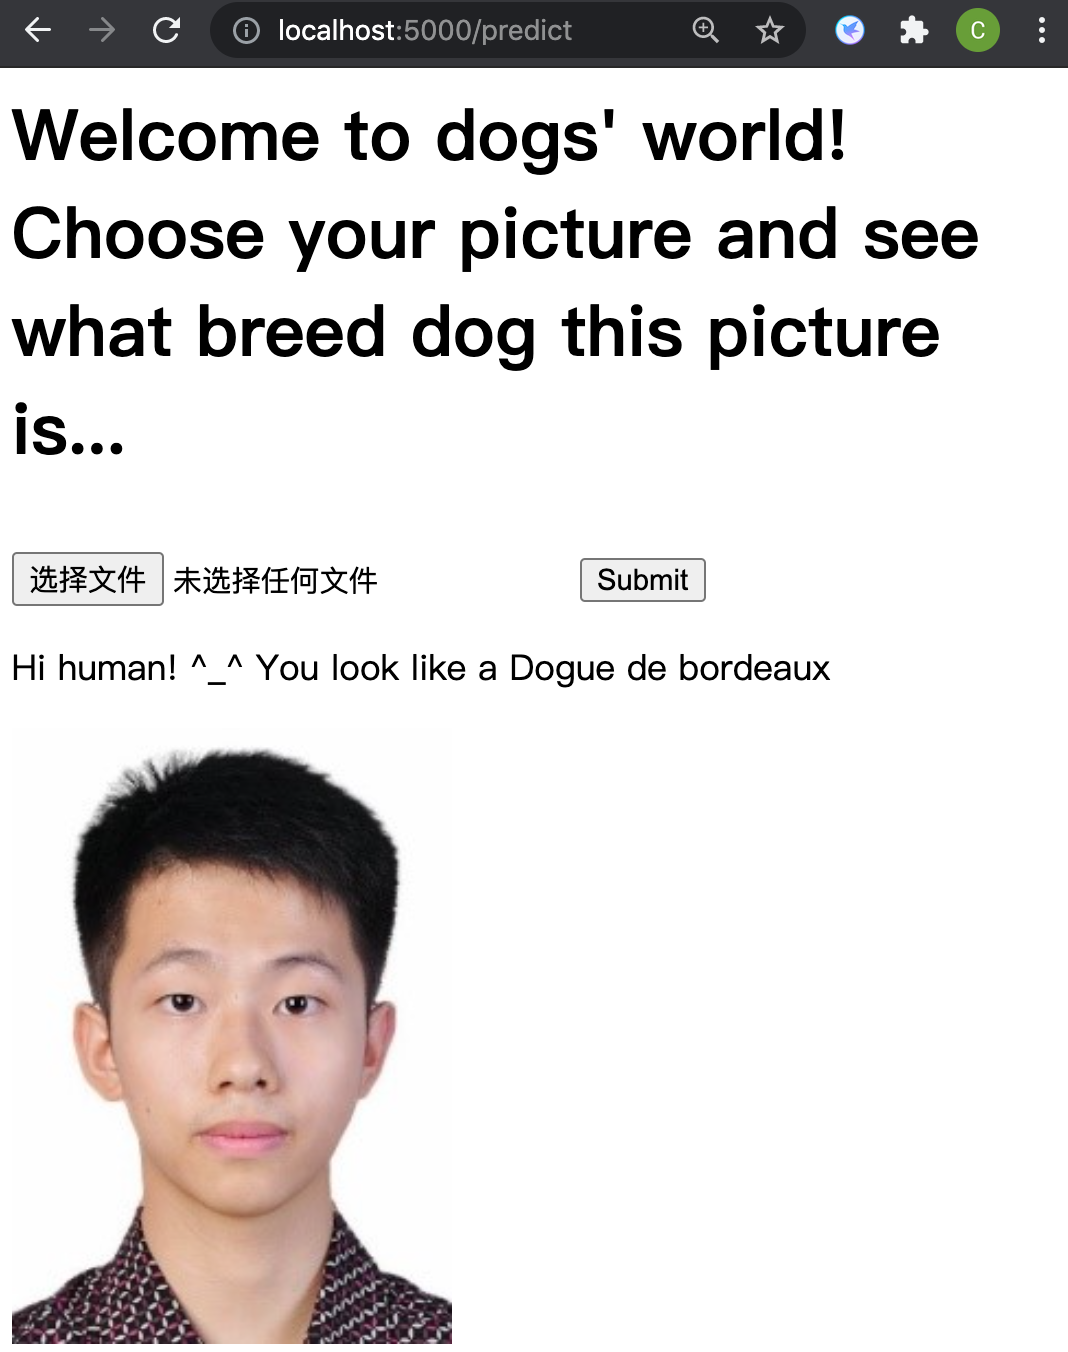 localhost:5000/predict
C
Welcome to dogs' world!
Choose your picture and see
what breed dog this picture
is...
选择文件 未选择任何文件 Submit
Hi human! ^_^ You look like a Dogue de bordeaux